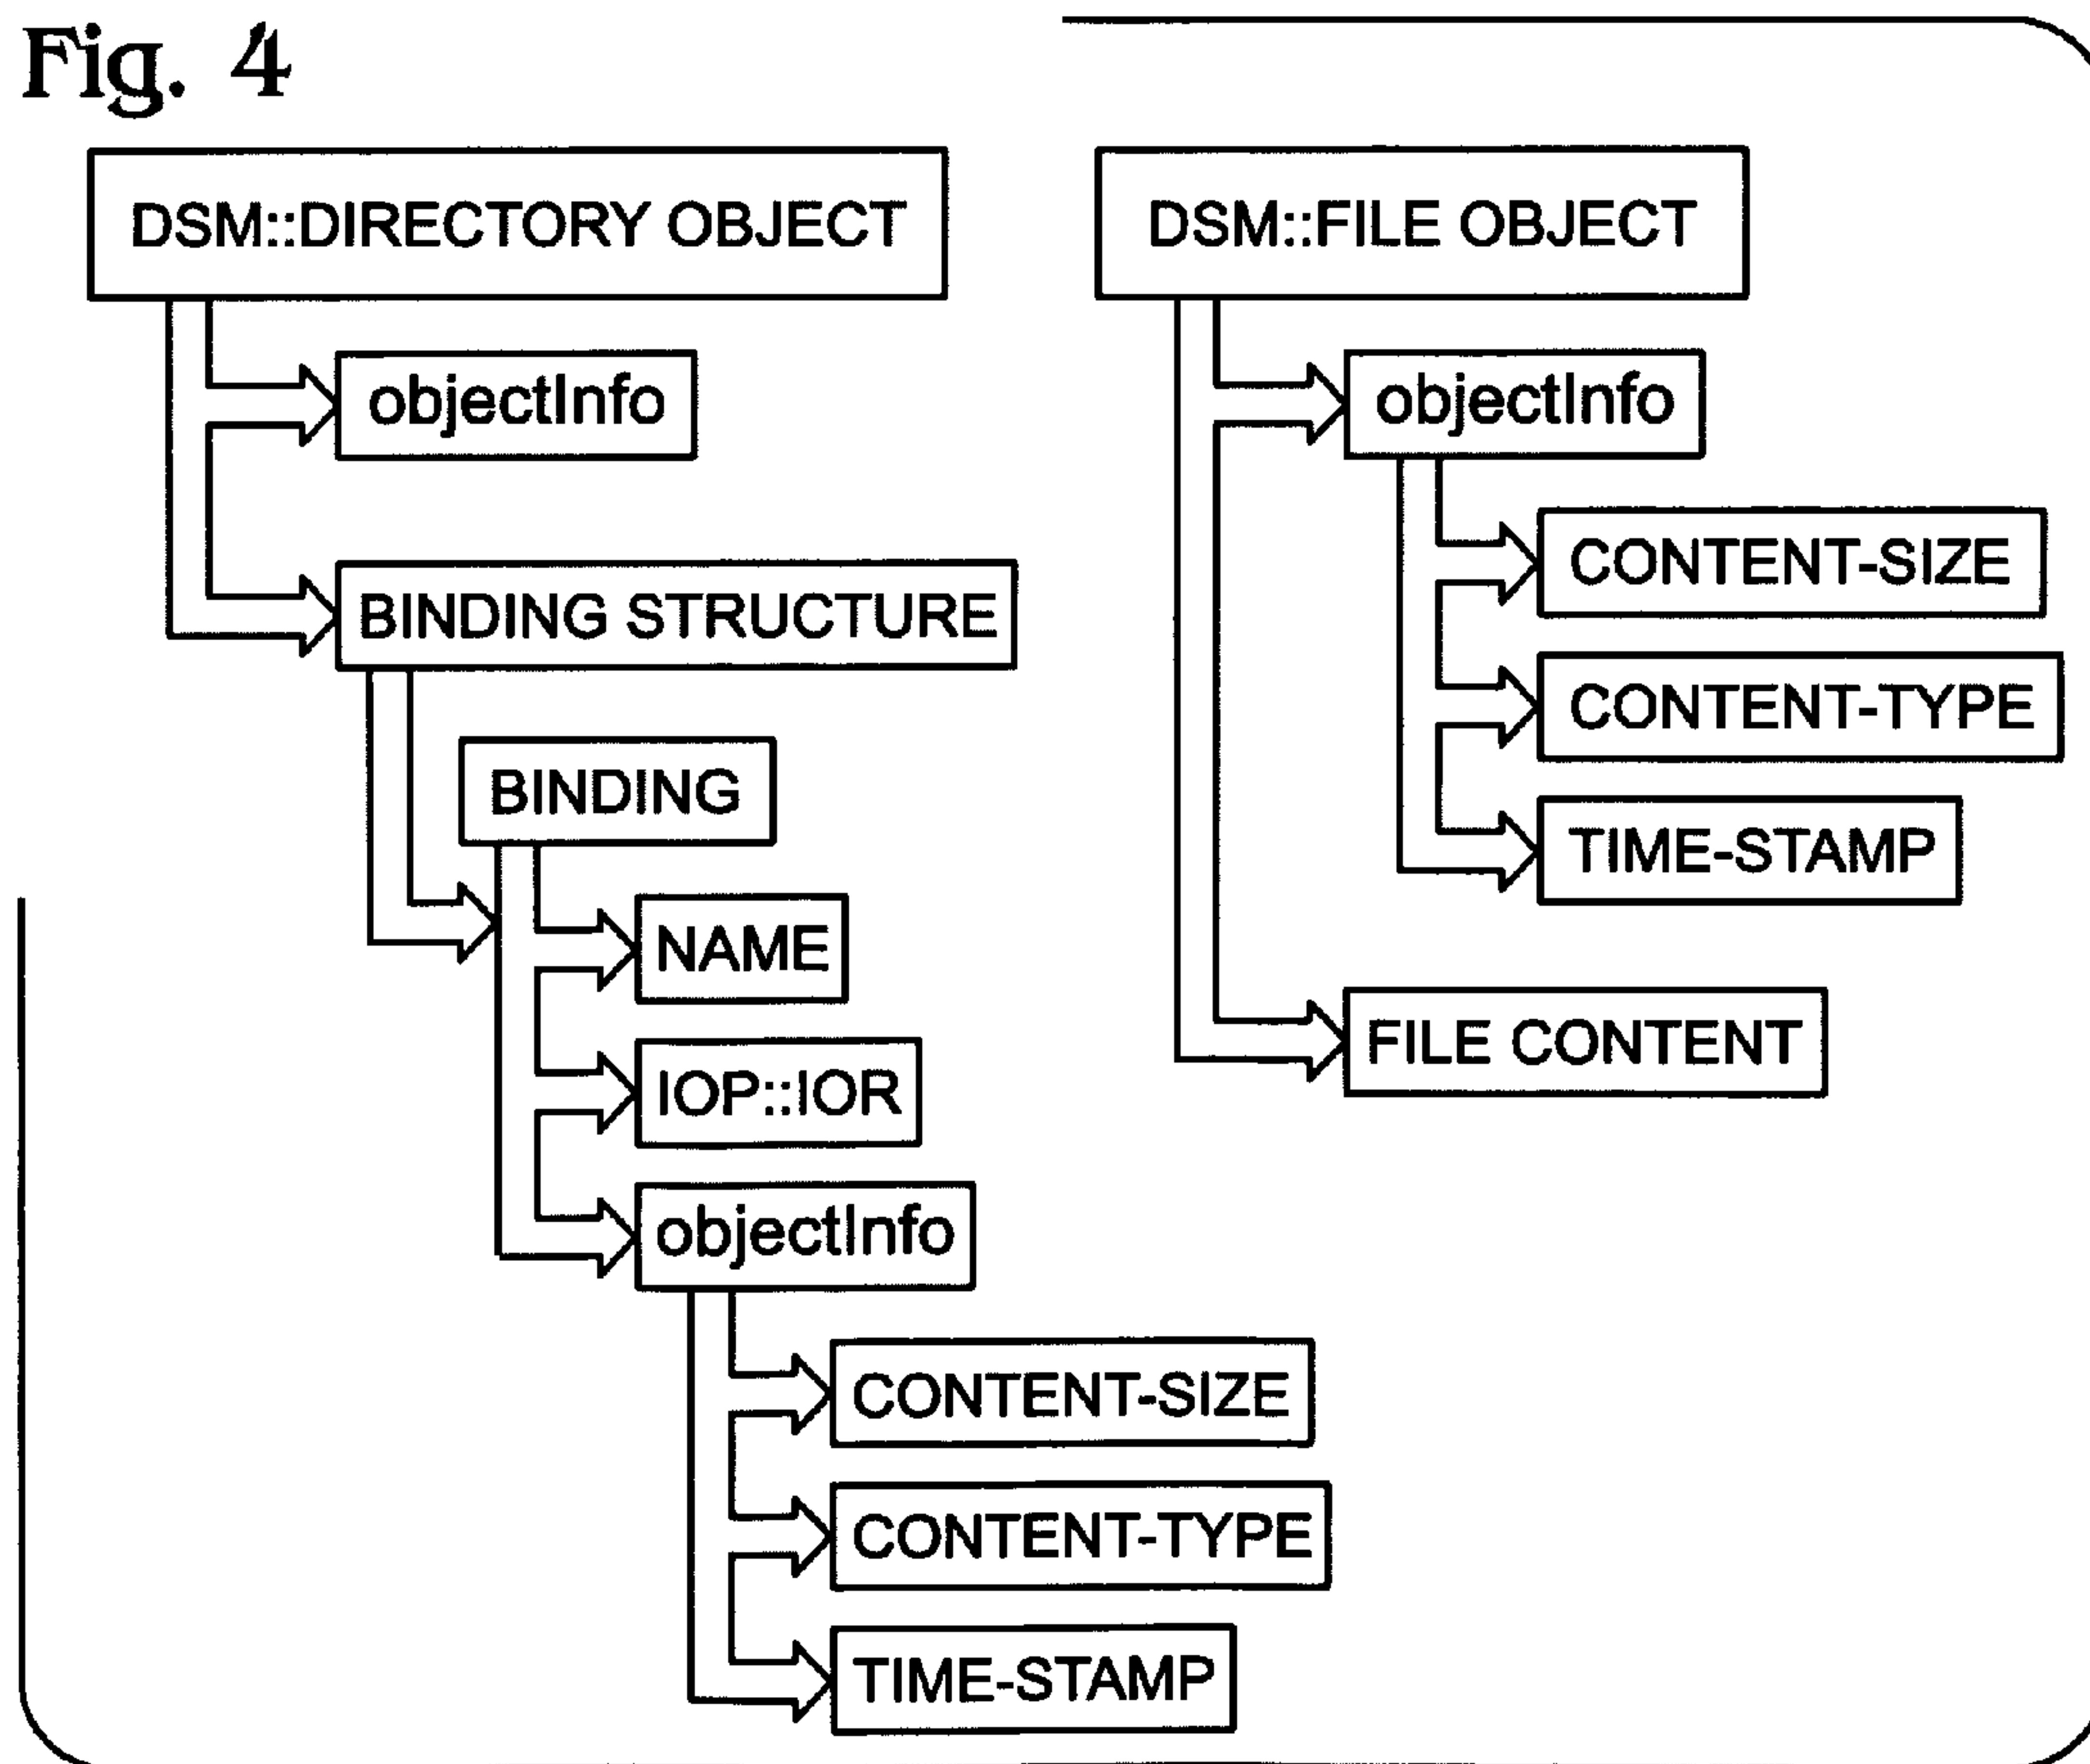 Fig. 4
DSM::DIRECTORY OBJECT
objectInfo
BINDING STRUCTURE
BINDING
NAME
IOP::IOR
objectInfo
CONTENT-SIZE
CONTENT-TYPE
TIME-STAMP
DSM::FILE OBJECT
objectInfo
CONTENT-SIZE
CONTENT-TYPE
TIME-STAMP
FILE CONTENT